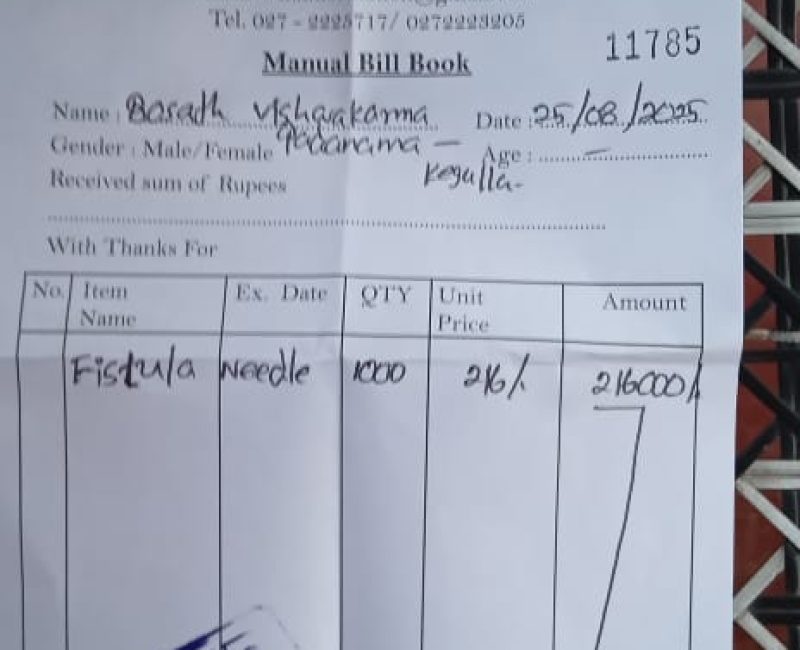 Tel. 027 - 2225717/ 0272223205
11785
Manual Bill Book
Name : Basath Vishwakarma Date : 25/08/2025
Gender : Male/Female Age : –
Kegalla-
Received sum of Rupees
With Thanks For
No. Item Name Ex. Date QTY Unit Price Amount
Fistula Needle 1000 216/. 216000/.